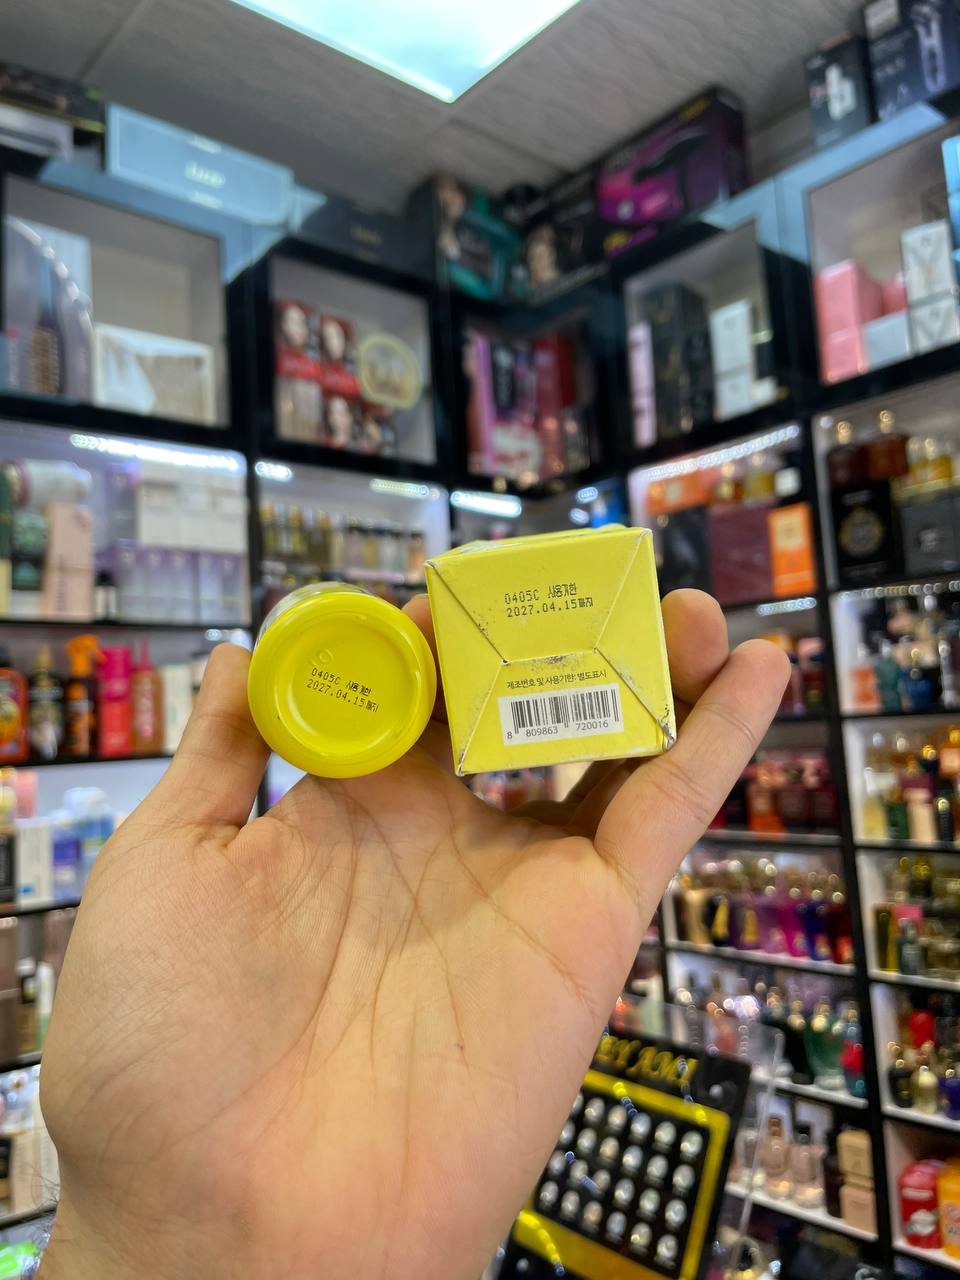 0405C 사용기한
2027.04.15까지
0405C 사용기한
2027.04.15까지
제조번호 및 사용기한: 별도표시
8 809863 720016